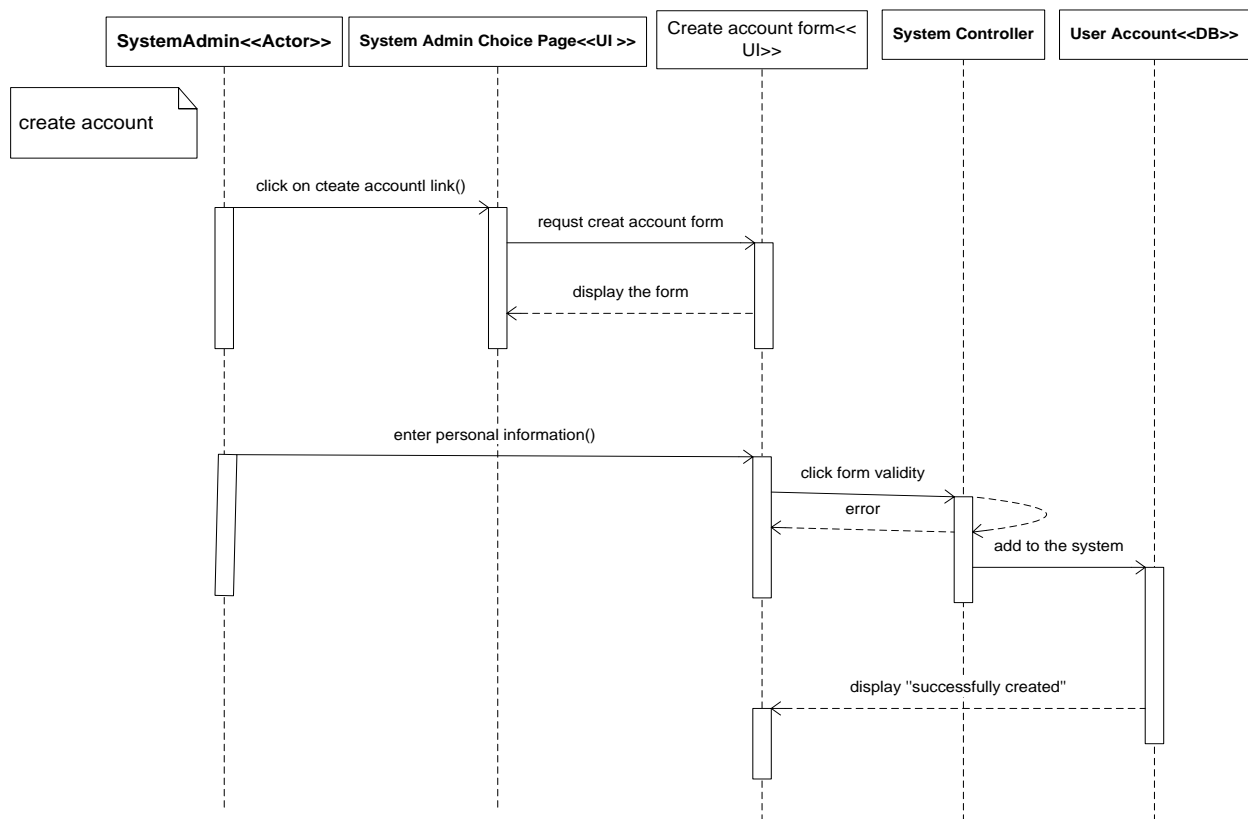 SystemAdmin<<Actor>>
System Admin Choice Page<<UI >>
Create account form<<
UI>>
System Controller
User Account<<DB>>
create account
click on cteate accountl link()
requst creat account form
display the form
enter personal information()
click form validity
error
add to the system
display "successfully created"